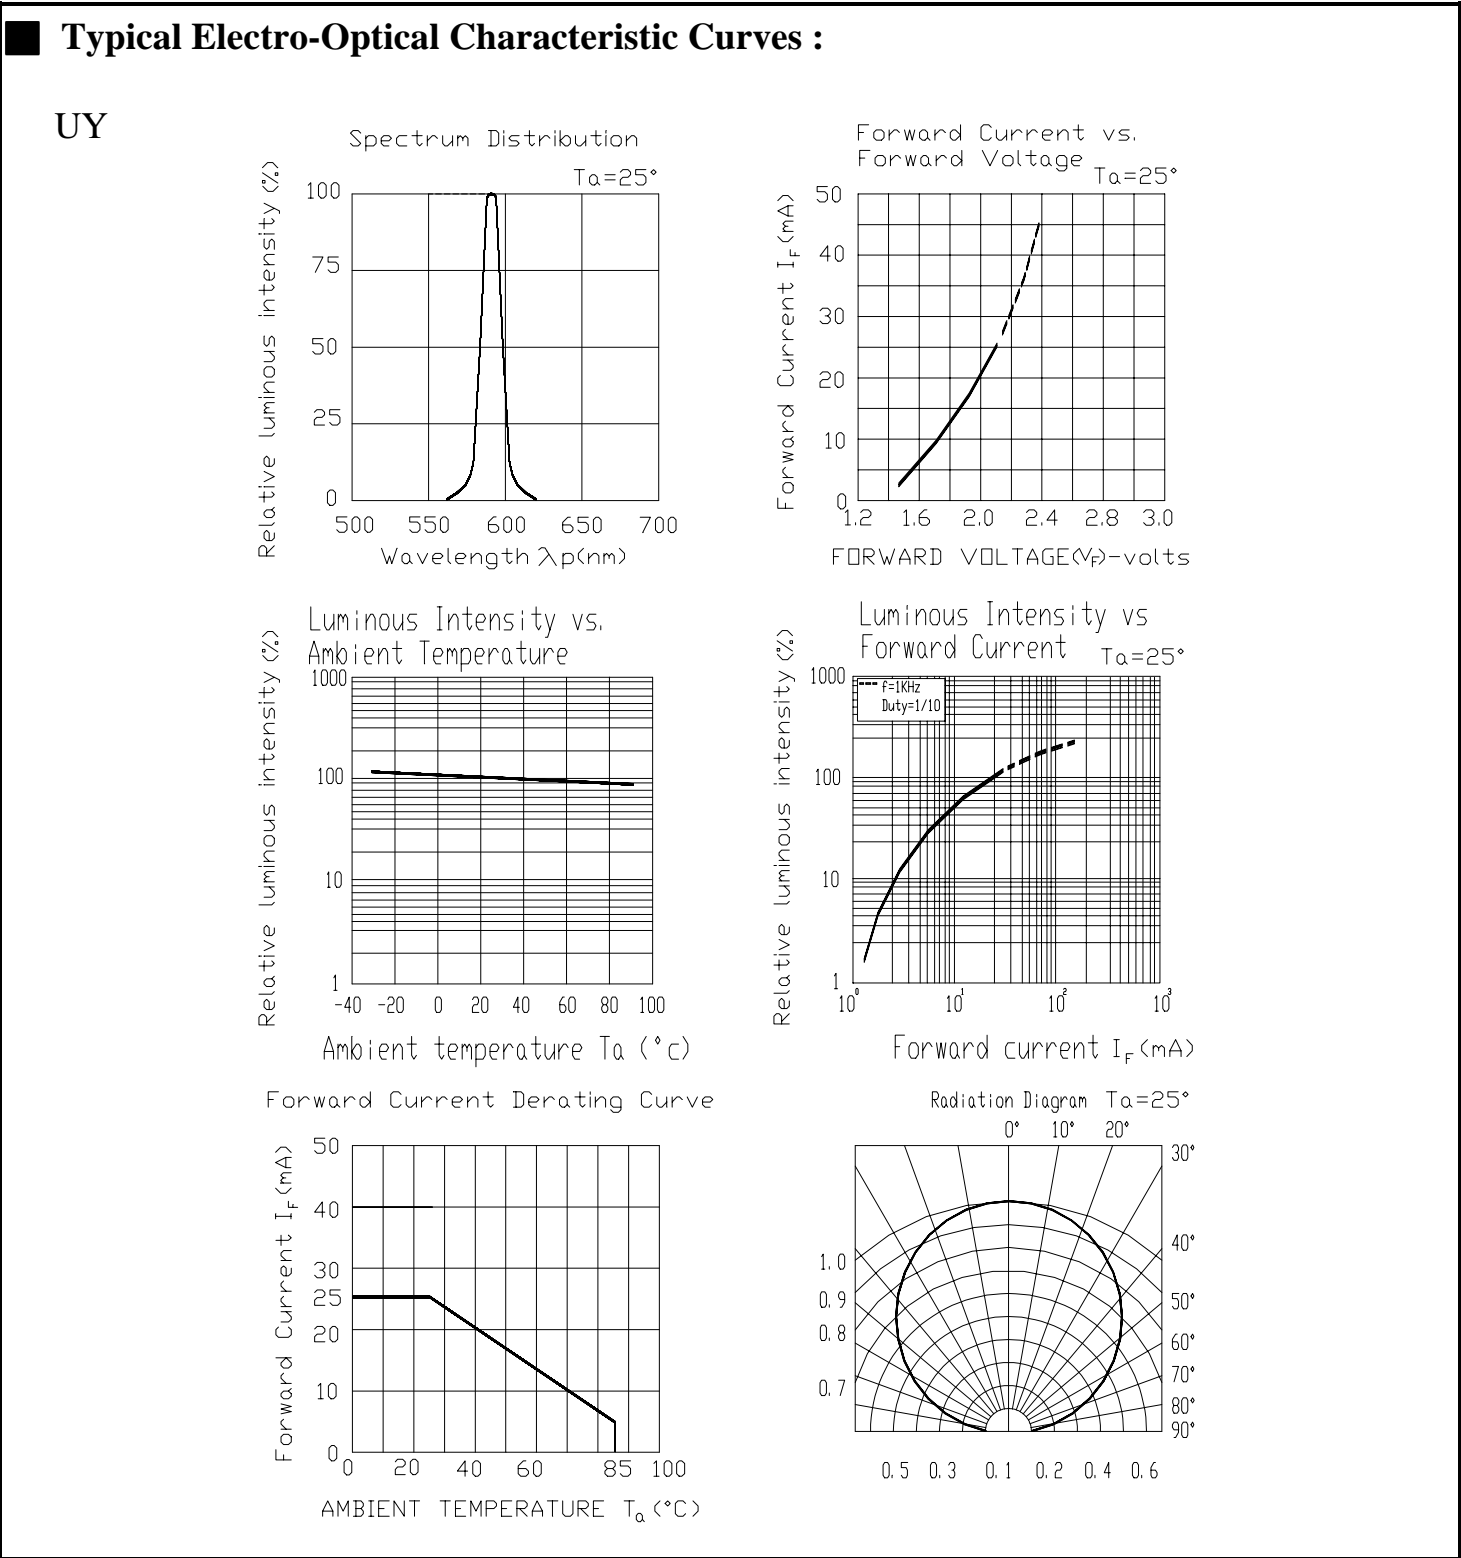 Typical Electro-Optical Characteristic Curves :
UY
Spectrum Distribution
Ta=25°
Relative luminous intensity (%)
100
75
50
25
0
500 550 600 650 700
Wavelength λp(nm)
Forward Current vs.
Forward Voltage
Ta=25°
Forward Current IF(mA)
50
40
30
20
10
0
1.2 1.6 2.0 2.4 2.8 3.0
FORWARD VOLTAGE(VF)-volts
Luminous Intensity vs.
Ambient Temperature
Relative luminous intensity (%)
1000
100
10
1
-40 -20 0 20 40 60 80 100
Ambient temperature Ta (°c)
Luminous Intensity vs
Forward Current
Ta=25°
Relative luminous intensity (%)
f=1KHz
Duty=1/10
1000
100
10
1
10⁰ 10¹ 10² 10³
Forward current IF(mA)
Forward Current Derating Curve
Forward Current IF(mA)
50
40
30
25
20
10
0
0 20 40 60 85 100
AMBIENT TEMPERATURE Ta(°C)
Radiation Diagram Ta=25°
0° 10° 20°
30°
40°
50°
60°
70°
80°
90°
1.0
0.9
0.8
0.7
0.5 0.3 0.1 0.2 0.4 0.6